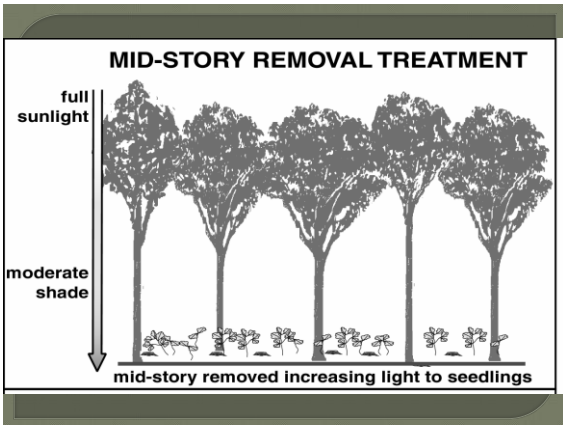 MID-STORY REMOVAL TREATMENT
full
sunlight
moderate
shade
mid-story removed increasing light to seedlings